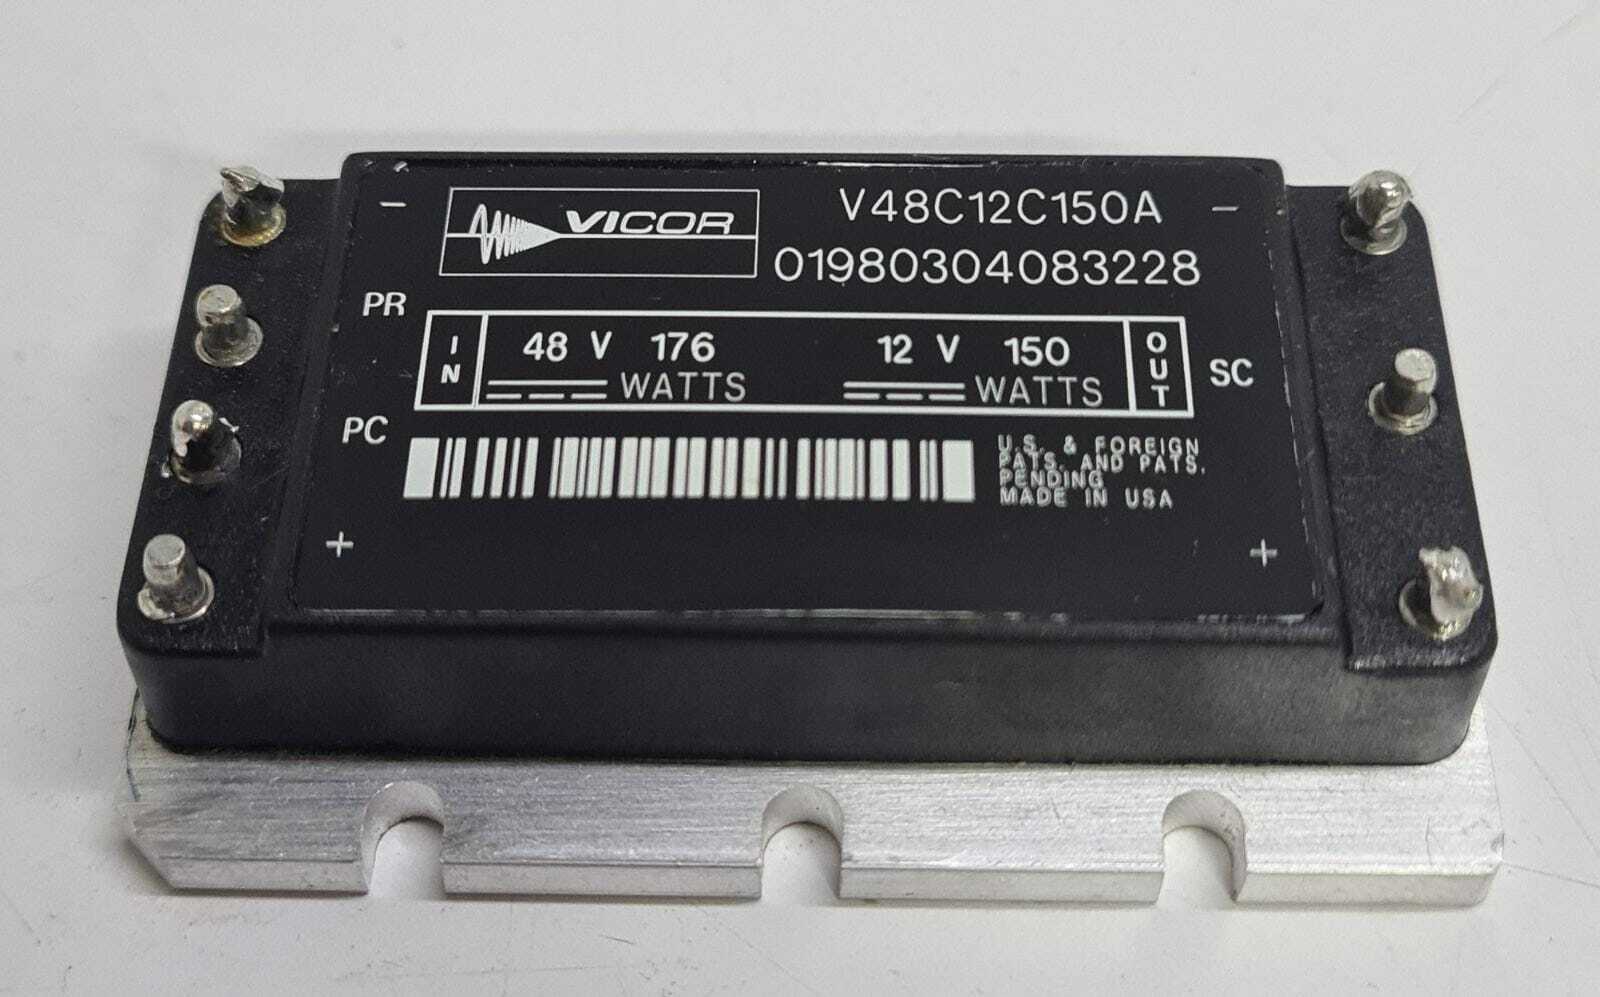 VICOR
V48C12C150A
01980304083228
−
−
PR
IN
48 V 176
WATTS
12 V 150
WATTS
OUT
SC
PC
U.S. & FOREIGN
PATS. AND PATS.
PENDING
MADE IN USA
+
+